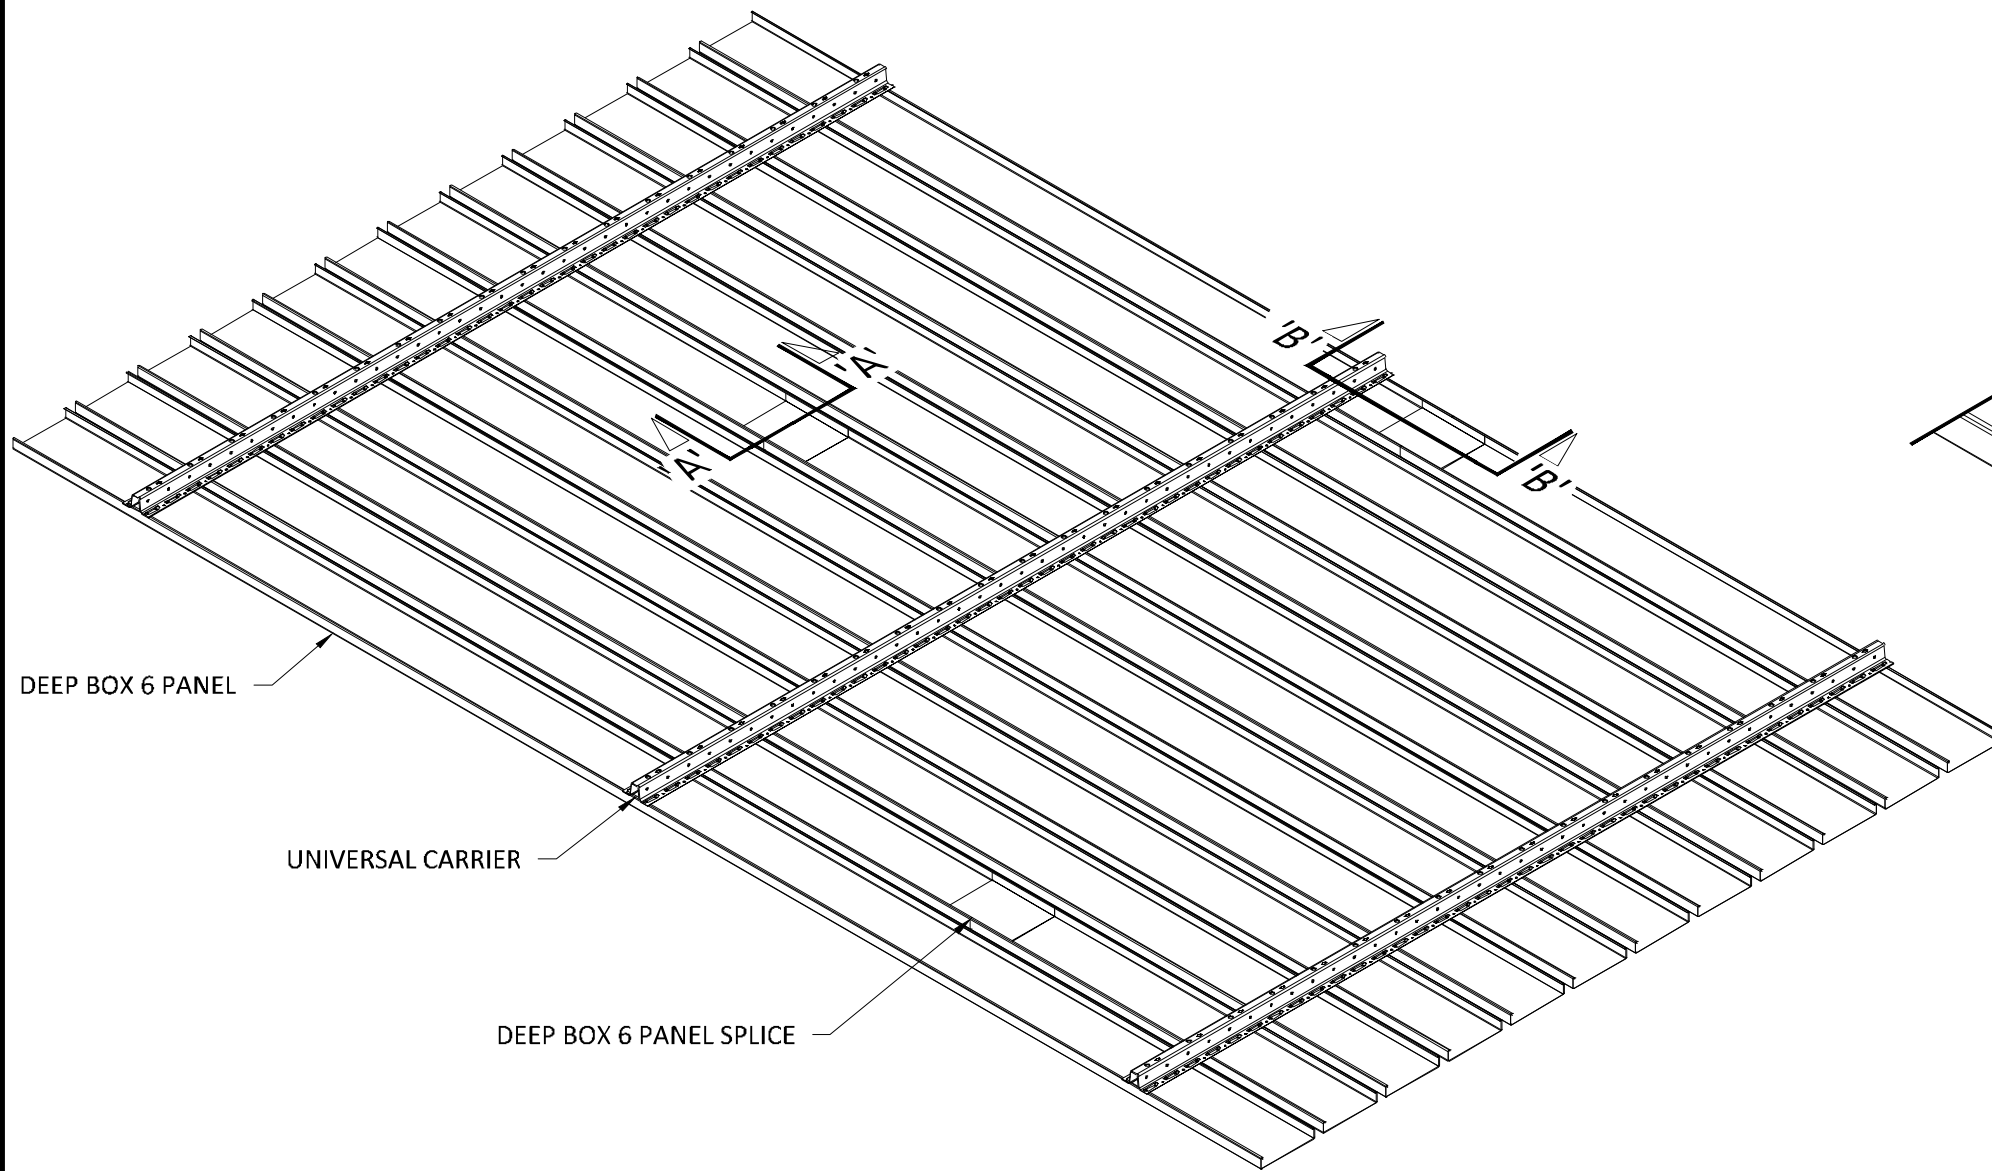 'B'
'A'
'A'
'B'
DEEP BOX 6 PANEL
UNIVERSAL CARRIER
DEEP BOX 6 PANEL SPLICE